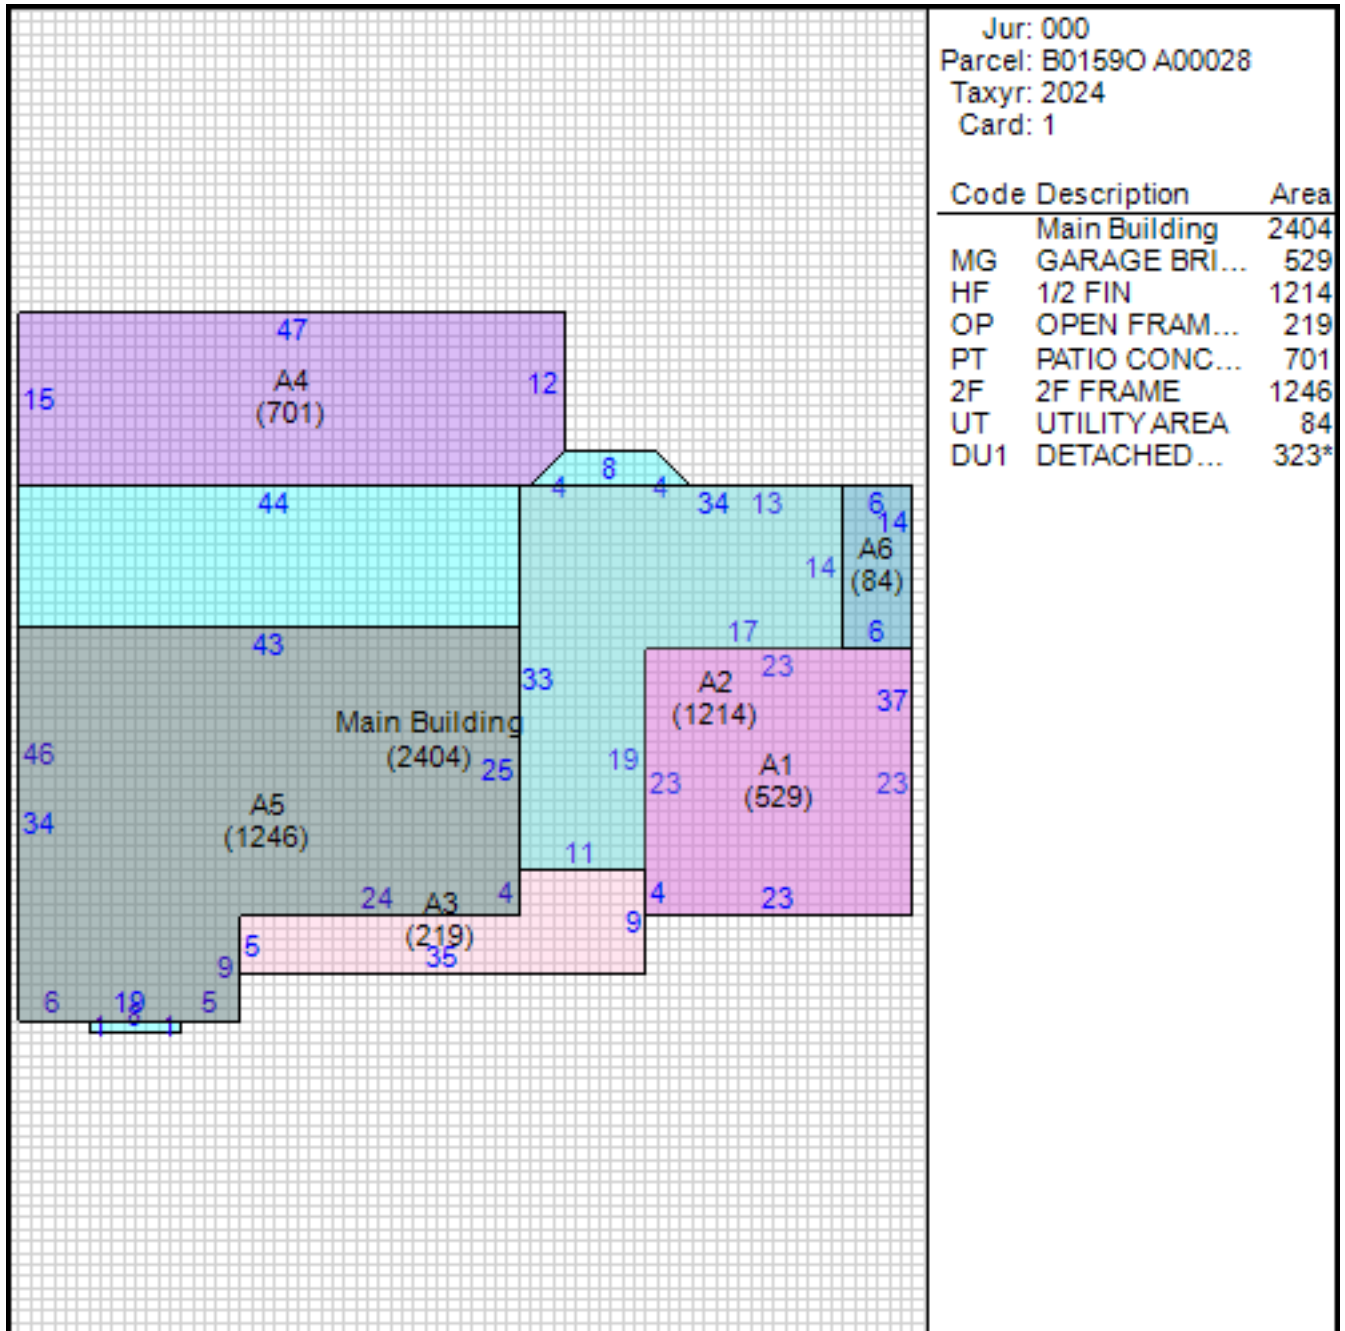 Jur: 000
Parcel: B0159O A00028
Taxyr: 2024
Card: 1
Code Description Area
Main Building 2404
MG GARAGE BRI... 529
HF 1/2 FIN 1214
OP OPEN FRAM... 219
PT PATIO CONC... 701
2F 2F FRAME 1246
UT UTILITY AREA 84
DU1 DETACHED... 323*
47
A4
(701)
15
12
8
4 4
44
34 13
6
14
A6
(84)
14
6
17
43
23
33
A2
(1214)
37
Main Building
(2404)
46
25
19
23
A1
(529)
23
34
A5
(1246)
11
24
4
A3
(219)
35
4
9
23
5
9
6
19
5
8
1 1